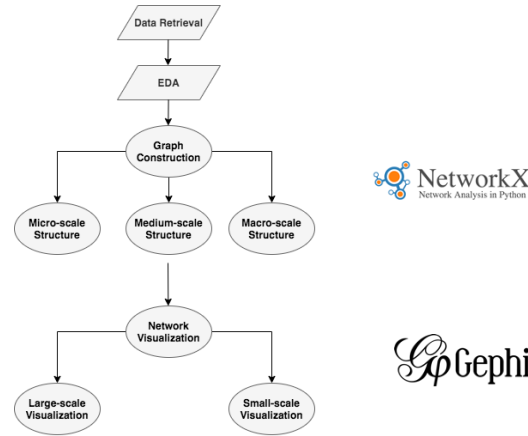 Data Retrieval
EDA
Graph
Construction
Micro-scale
Structure
Medium-scale
Structure
Macro-scale
Structure
NetworkX
Network Analysis in Python
Network
Visualization
Gephi
Large-scale
Visualization
Small-scale
Visualization